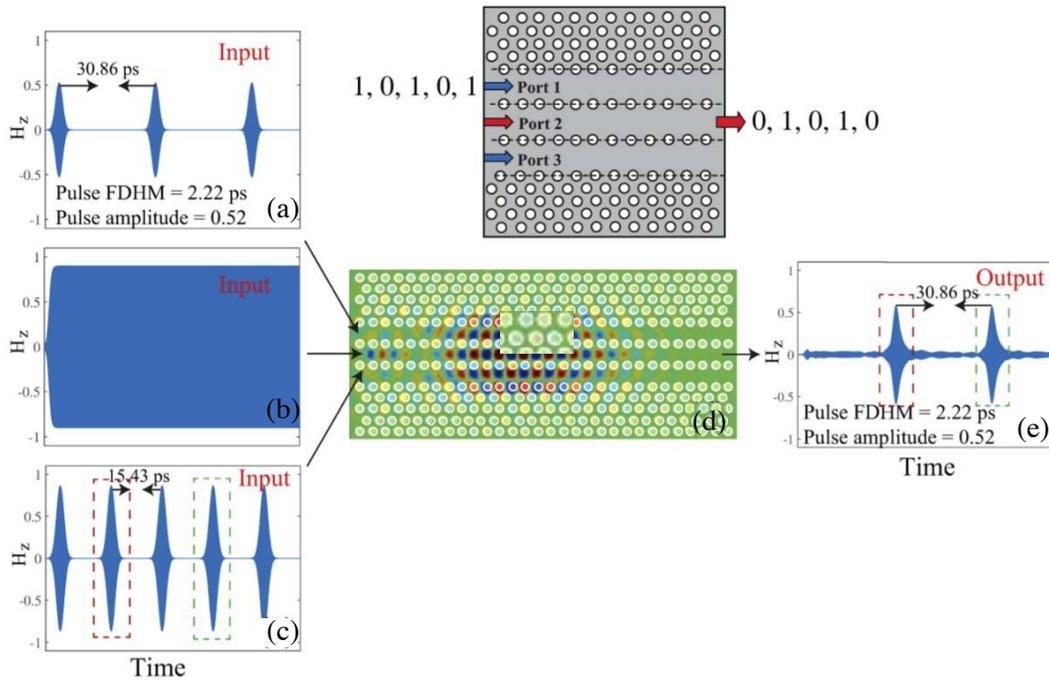 1
0.5
0
-0.5
-1
Hz
Input
30.86 ps
Pulse FDHM = 2.22 ps
Pulse amplitude = 0.52
(a)
1, 0, 1, 0, 1
Port 1
Port 2
Port 3
0, 1, 0, 1, 0
1
0.5
0
-0.5
-1
Hz
Input
(b)
(d)
1
0.5
0
-0.5
-1
Hz
Output
30.86 ps
Pulse FDHM = 2.22 ps
Pulse amplitude = 0.52
(e)
Time
1
0.5
0
-0.5
-1
Hz
15.43 ps
Input
(c)
Time